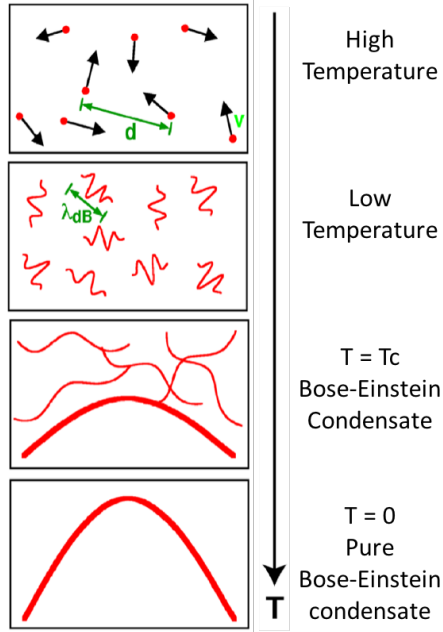 High
Temperature
d
v
Low
Temperature
λdB
T = Tc
Bose-Einstein
Condensate
T = 0
Pure
Bose-Einstein
condensate
T